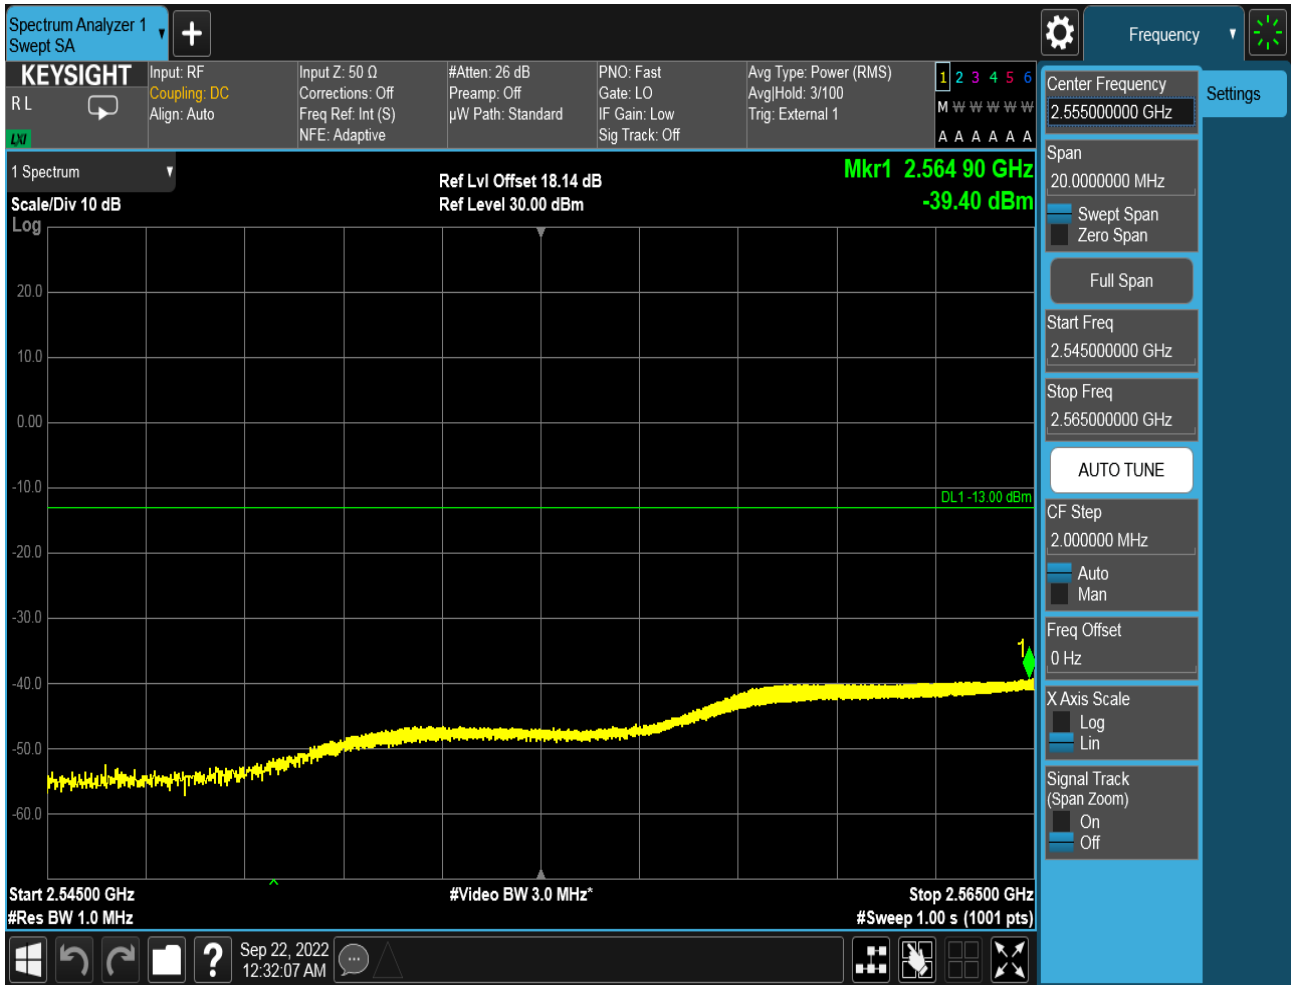 Spectrum Analyzer 1
Swept SA
Frequency
KEYSIGHT
R L
LXI
Input: RF
Coupling: DC
Align: Auto
Input Z: 50 Ω
Corrections: Off
Freq Ref: Int (S)
NFE: Adaptive
#Atten: 26 dB
Preamp: Off
µW Path: Standard
PNO: Fast
Gate: LO
IF Gain: Low
Sig Track: Off
Avg Type: Power (RMS)
Avg|Hold: 3/100
Trig: External 1
1 2 3 4 5 6
M W W W W W
A A A A A A
1 Spectrum
Scale/Div 10 dB
Log
Ref Lvl Offset 18.14 dB
Ref Level 30.00 dBm
Mkr1 2.564 90 GHz
-39.40 dBm
20.0
10.0
0.00
-10.0
-20.0
-30.0
-40.0
-50.0
-60.0
DL1 -13.00 dBm
1
Start 2.54500 GHz
#Res BW 1.0 MHz
#Video BW 3.0 MHz*
Stop 2.56500 GHz
#Sweep 1.00 s (1001 pts)
?
Sep 22, 2022
12:32:07 AM
Center Frequency
2.555000000 GHz
Settings
Span
20.0000000 MHz
Swept Span
Zero Span
Full Span
Start Freq
2.545000000 GHz
Stop Freq
2.565000000 GHz
AUTO TUNE
CF Step
2.000000 MHz
Auto
Man
Freq Offset
0 Hz
X Axis Scale
Log
Lin
Signal Track
(Span Zoom)
On
Off